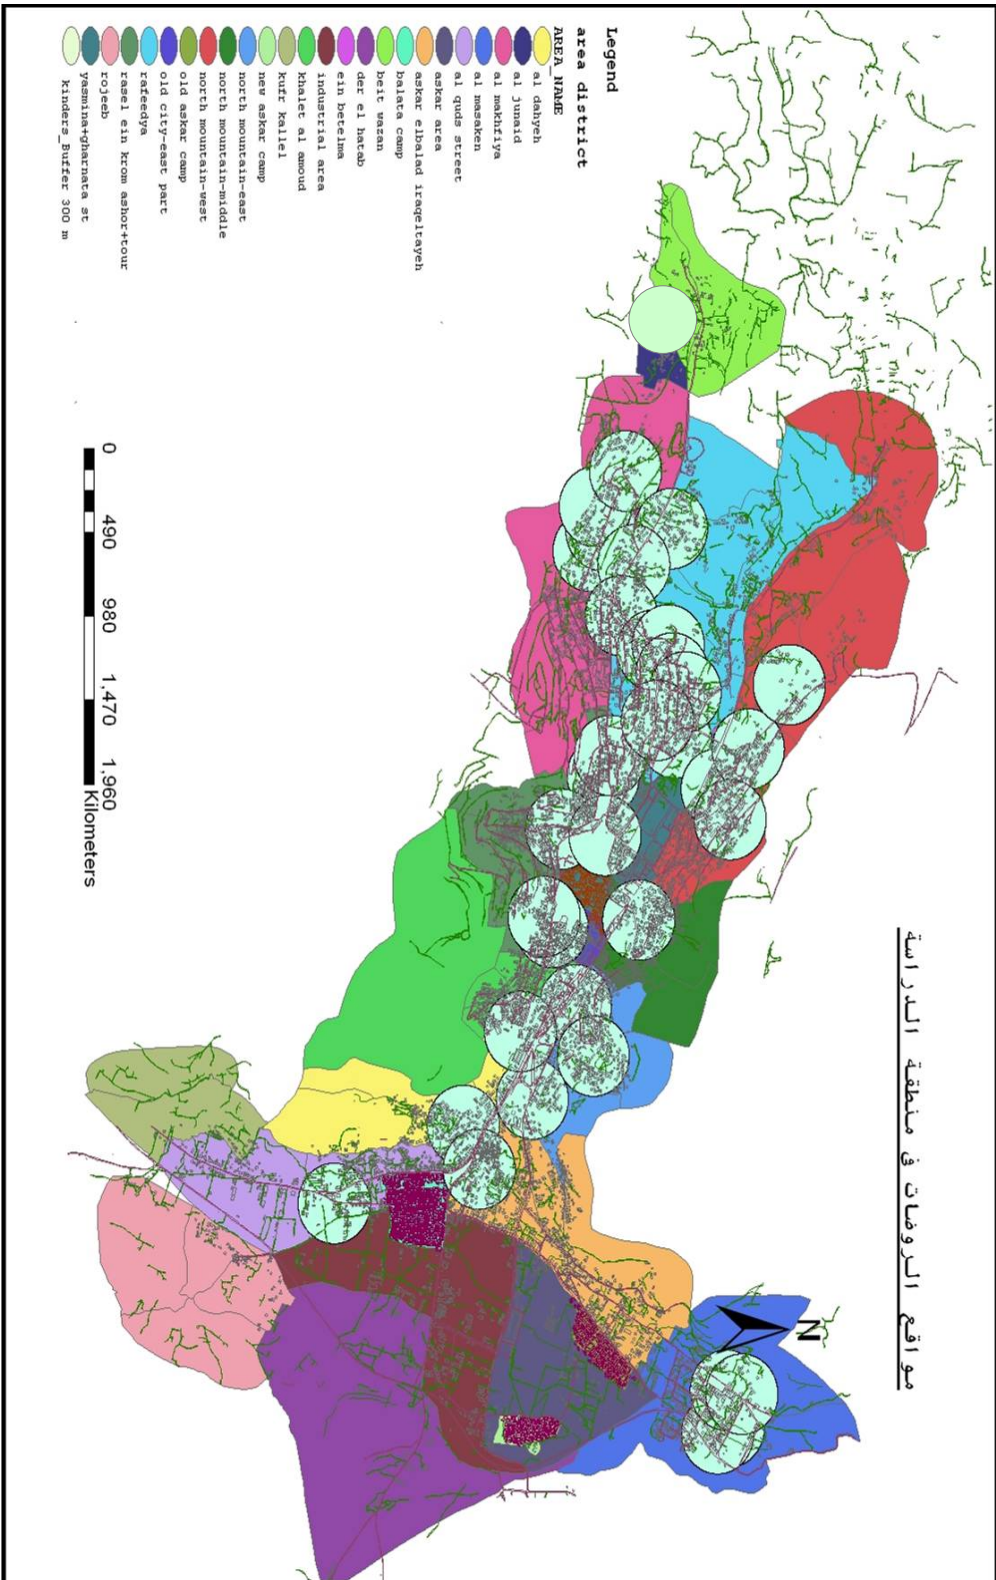 مواقع الروضات في منطقة الدراسة
N
Legend
area district
AREA_NAME
al dahyeh
al junaid
al makhfiya
al masaken
al quds street
askar area
askar elbalad iraqeltayeh
balata camp
beit wazan
der el hatab
ein betelma
industrial area
khalet al amoud
kufr kallel
new askar camp
north mountain-east
north mountain-middle
north mountain-west
old askar camp
old city-east part
rafeedya
rasel ein krom ashor+tour
rojeeb
yasmina+gharnata st
kinders_Buffer 300 m
0 490 980 1,470 1,960
Kilometers